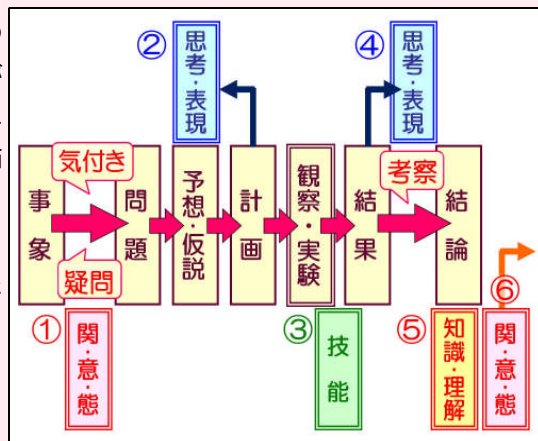 ②
思考・表現
④
思考・表現
事象
気付き
疑問
問題
予想・仮説
計画
観察・実験
結果
考察
結論
①
関・意・態
③
技能
⑤
知識・理解
⑥
関・意・態